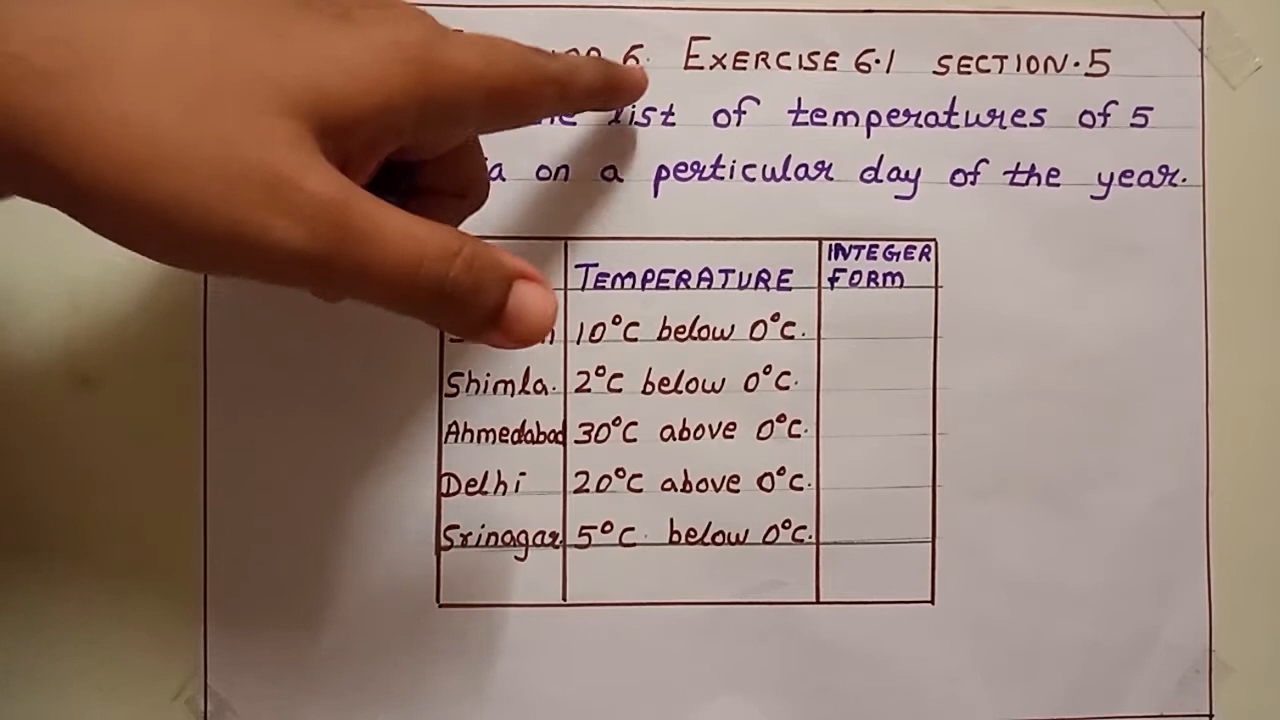 6. EXERCISE 6.1 SECTION.5
list of temperatures of 5
on a perticular day of the year.
TEMPERATURE INTEGER FORM
10°C below 0°C.
Shimla. 2°C below 0°C.
Ahmedabad 30°C above 0°C.
Delhi 20°C above 0°C.
Srinagar. 5°C. below 0°C.